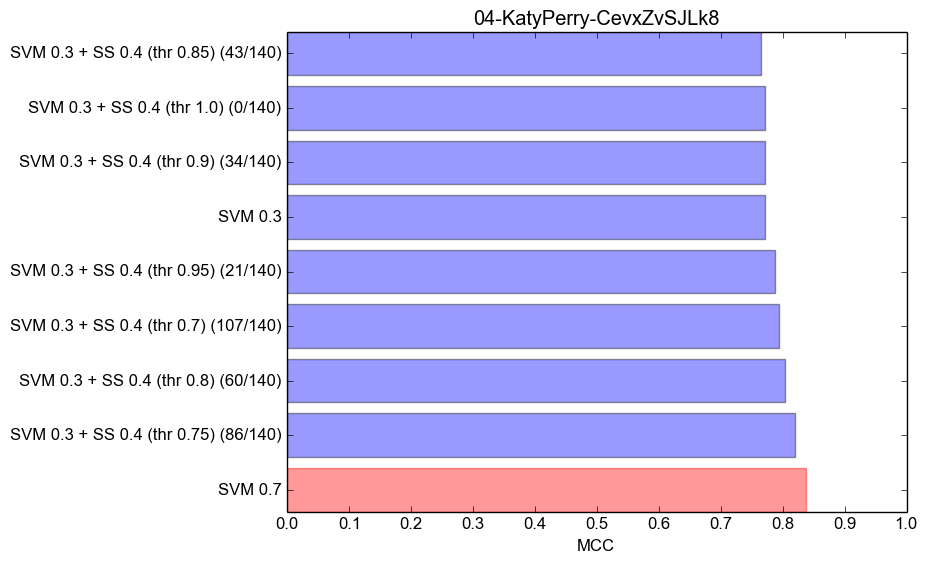 04-KatyPerry-CevxZvSJLk8
SVM 0.3 + SS 0.4 (thr 0.85) (43/140)
SVM 0.3 + SS 0.4 (thr 1.0) (0/140)
SVM 0.3 + SS 0.4 (thr 0.9) (34/140)
SVM 0.3
SVM 0.3 + SS 0.4 (thr 0.95) (21/140)
SVM 0.3 + SS 0.4 (thr 0.7) (107/140)
SVM 0.3 + SS 0.4 (thr 0.8) (60/140)
SVM 0.3 + SS 0.4 (thr 0.75) (86/140)
SVM 0.7
0.0 0.1 0.2 0.3 0.4 0.5 0.6 0.7 0.8 0.9 1.0
MCC